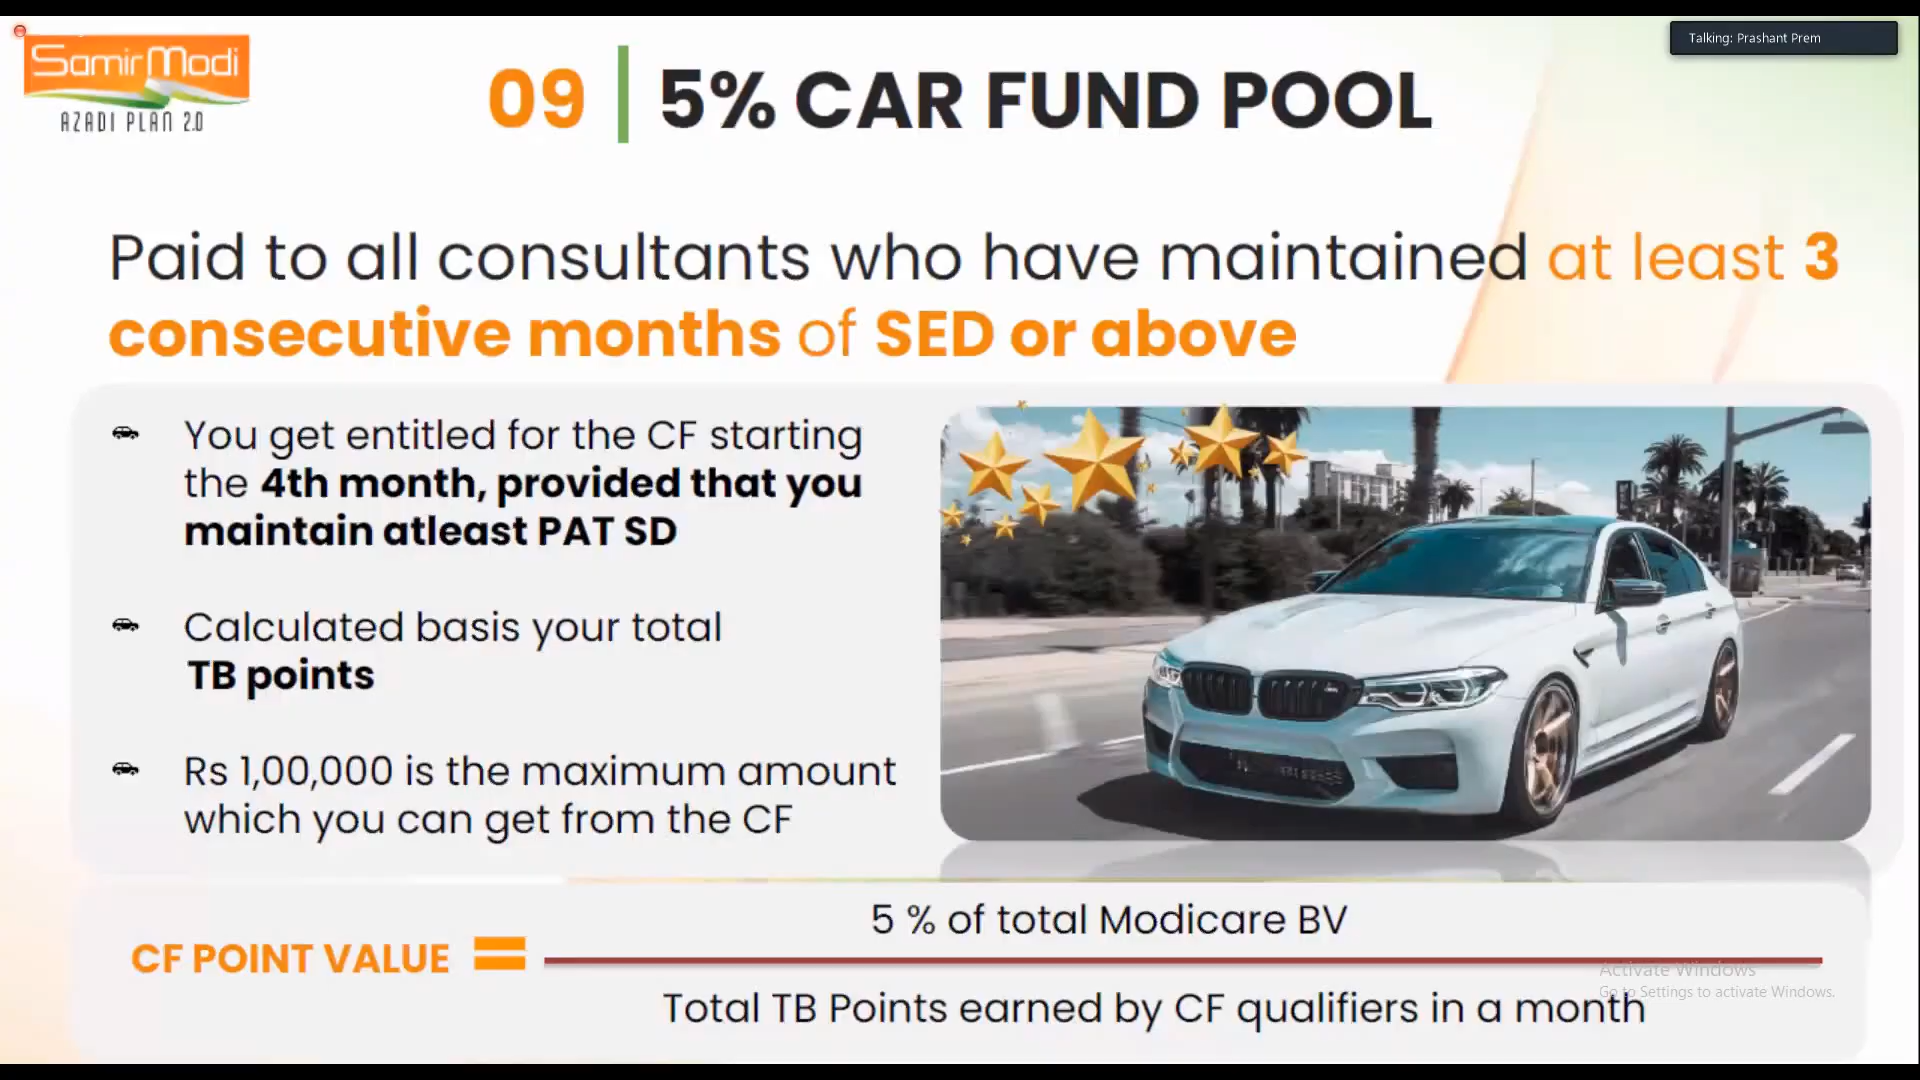 SamirModi
AZADI PLAN 2.0
Talking: Prashant Prem
09 5% CAR FUND POOL
Paid to all consultants who have maintained at least 3
consecutive months of SED or above
You get entitled for the CF starting
the 4th month, provided that you
maintain atleast PAT SD
Calculated basis your total
TB points
Rs 1,00,000 is the maximum amount
which you can get from the CF
5 % of total Modicare BV
CF POINT VALUE =
Total TB Points earned by CF qualifiers in a month
Activate Windows
Go to Settings to activate Windows.